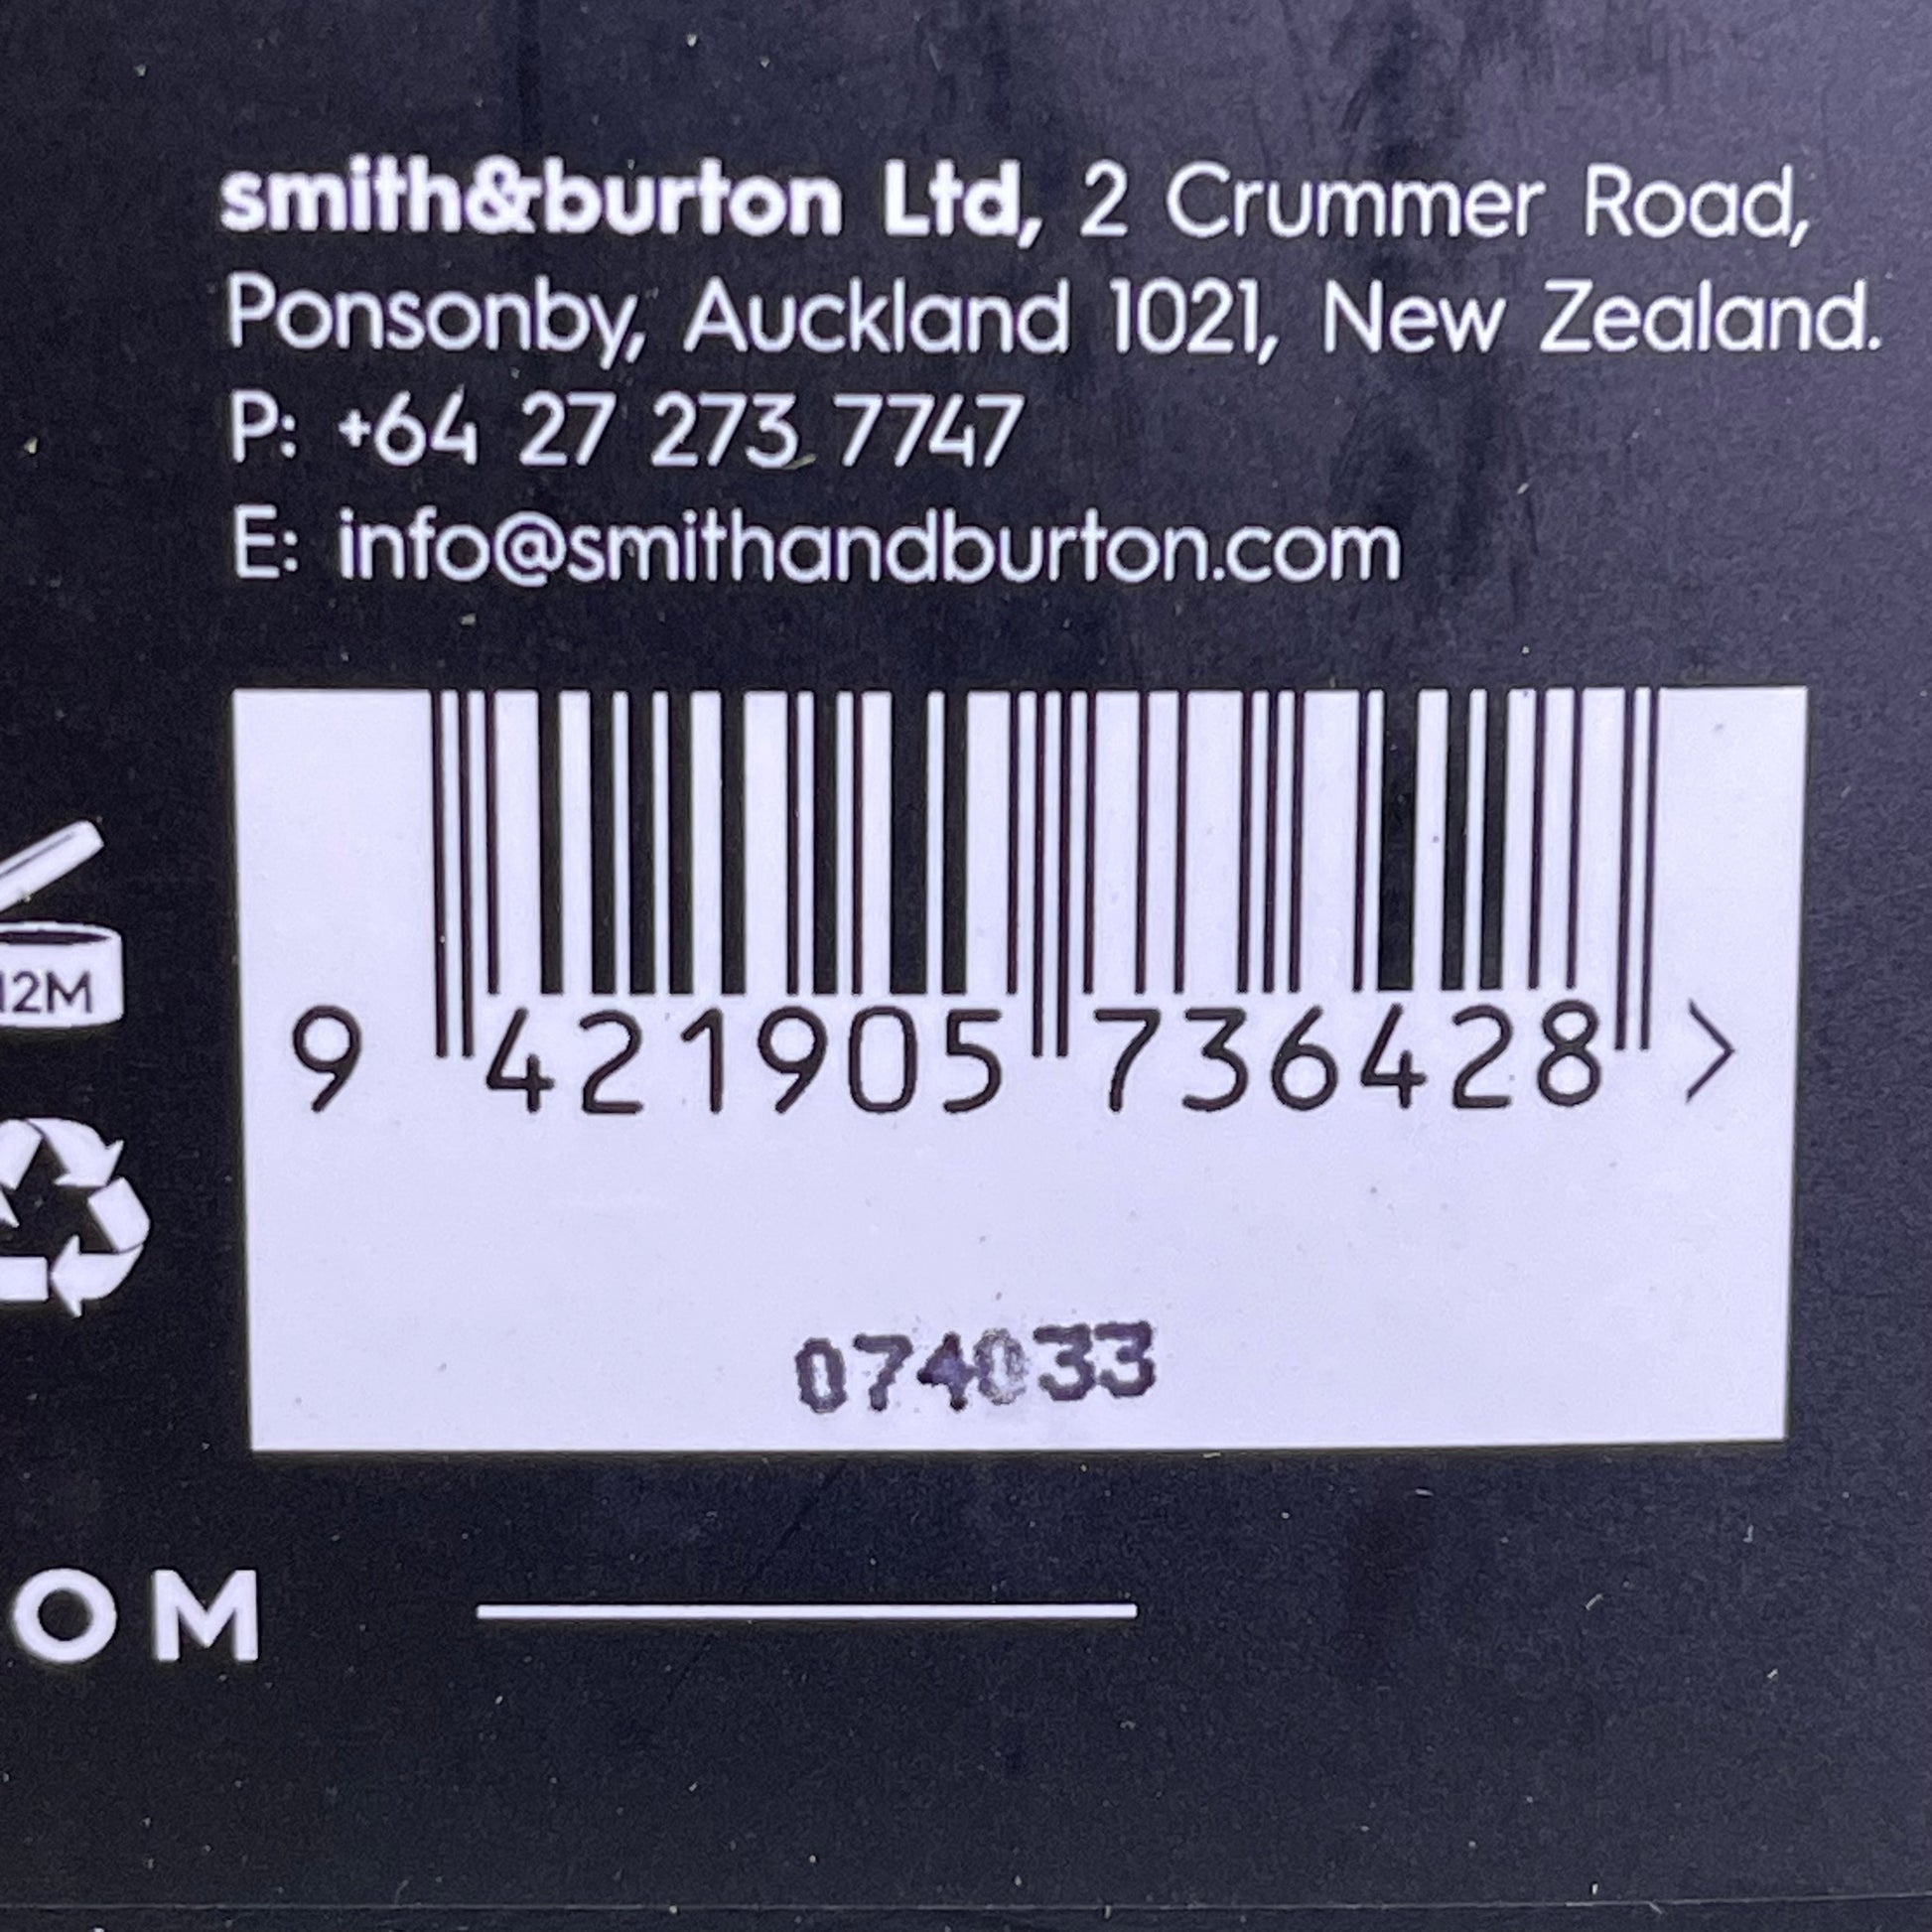 smith&burton Ltd, 2 Crummer Road,
Ponsonby, Auckland 1021, New Zealand.
P: +64 27 273 7747
E: info@smithandburton.com
12M
9 421905 736428 >
074033
OM